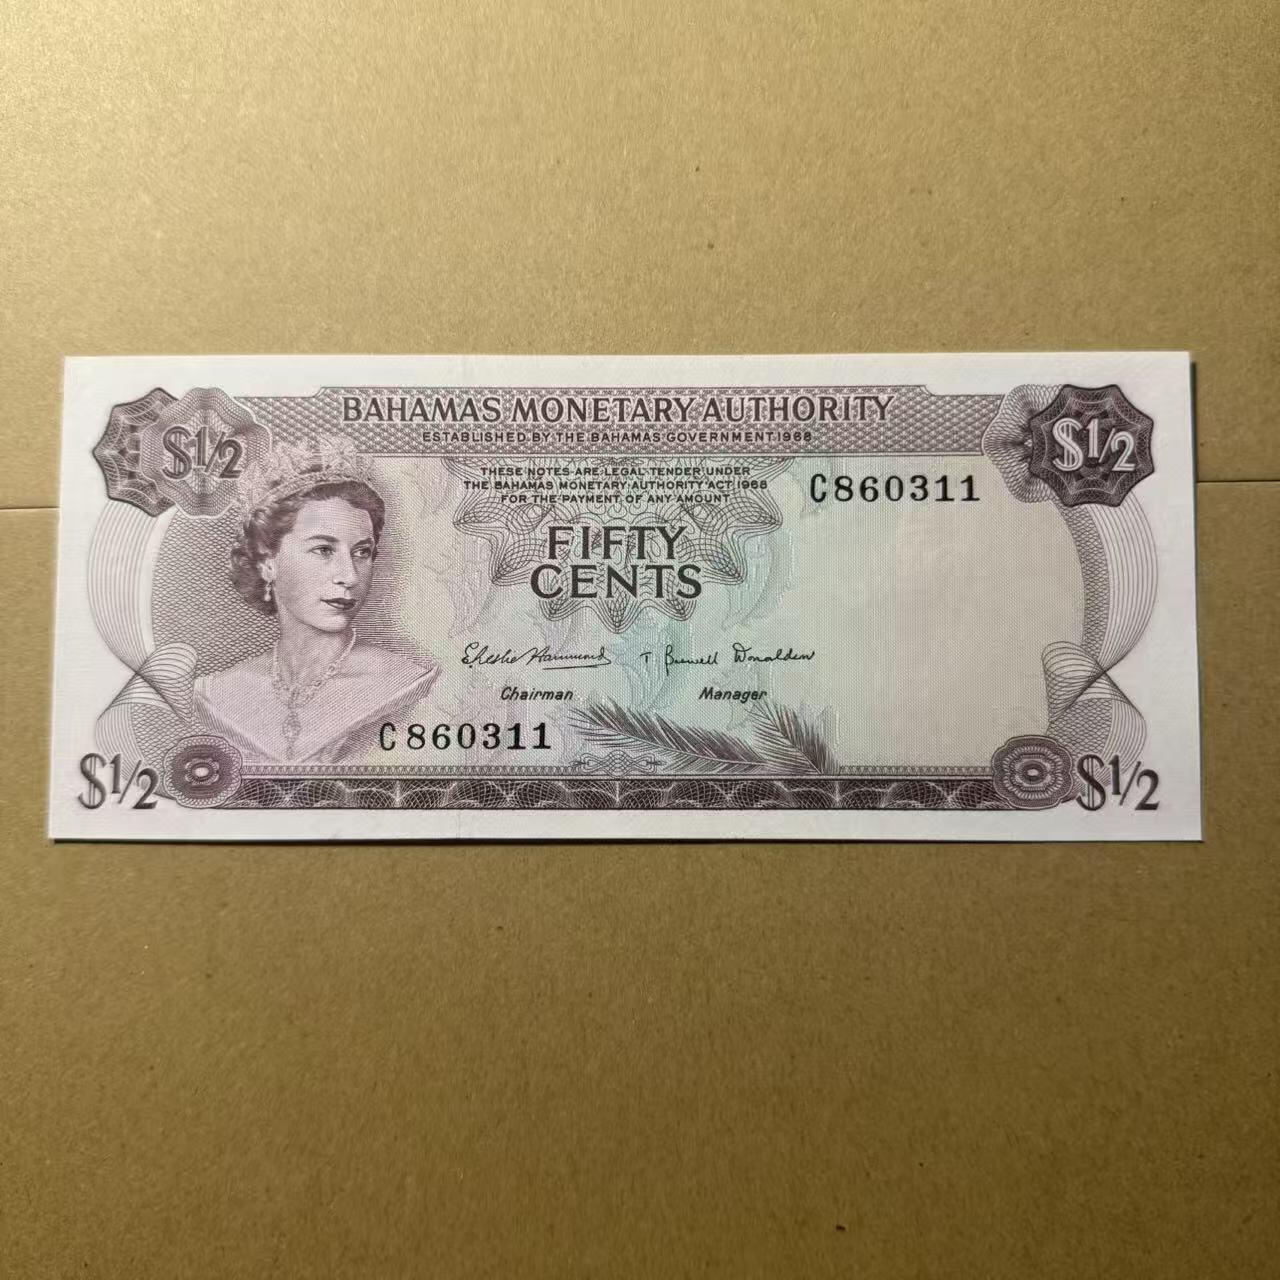 BAHAMAS MONETARY AUTHORITY
ESTABLISHED BY THE BAHAMAS GOVERNMENT 1968
$1/2
$1/2
THESE NOTES ARE LEGAL TENDER UNDER
THE BAHAMAS MONETARY AUTHORITY ACT 1968
FOR THE PAYMENT OF ANY AMOUNT
C860311
FIFTY
CENTS
T Barwell Donaldson
Chairman
Manager
C860311
$1/2
$1/2